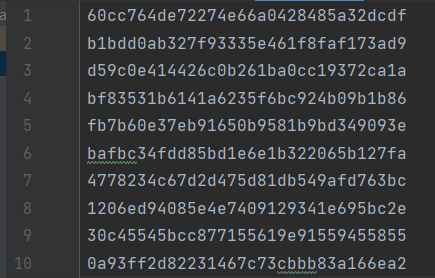 1 60cc764de72274e66a0428485a32dcdf
2 b1bdd0ab327f93335e461f8faf173ad9
3 d59c0e414426c0b261ba0cc19372ca1a
4 bf83531b6141a6235f6bc924b09b1b86
5 fb7b60e37eb91650b9581b9bd349093e
6 bafbc34fdd85bd1e6e1b322065b127fa
7 4778234c67d2d475d81db549afd763bc
8 1206ed94085e4e7409129341e695bc2e
9 30c45545bcc877155619e91559455855
10 0a93ff2d82231467c73cbbb83a166ea2